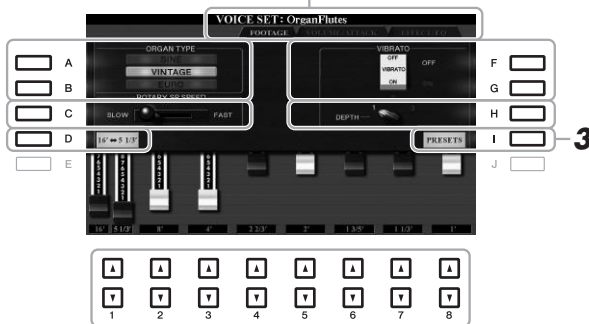 VOICE SET: OrganFlutes
FOOTAGE VOLUME/ATTACK EFFECT/EQ
ORGAN TYPE VIBRATO
A SINE OFF OFF F
VINTAGE VIBRATO
B EURO ON ON G
ROTARY SP SPEED
C SLOW FAST DEPTH 1 3 H
D 16'↔5 1/3' PRESETS I 3
E J
16' 5 1/3' 8' 4' 2 2/3' 2' 1 3/5' 1 1/3' 1'
1 2 3 4 5 6 7 8